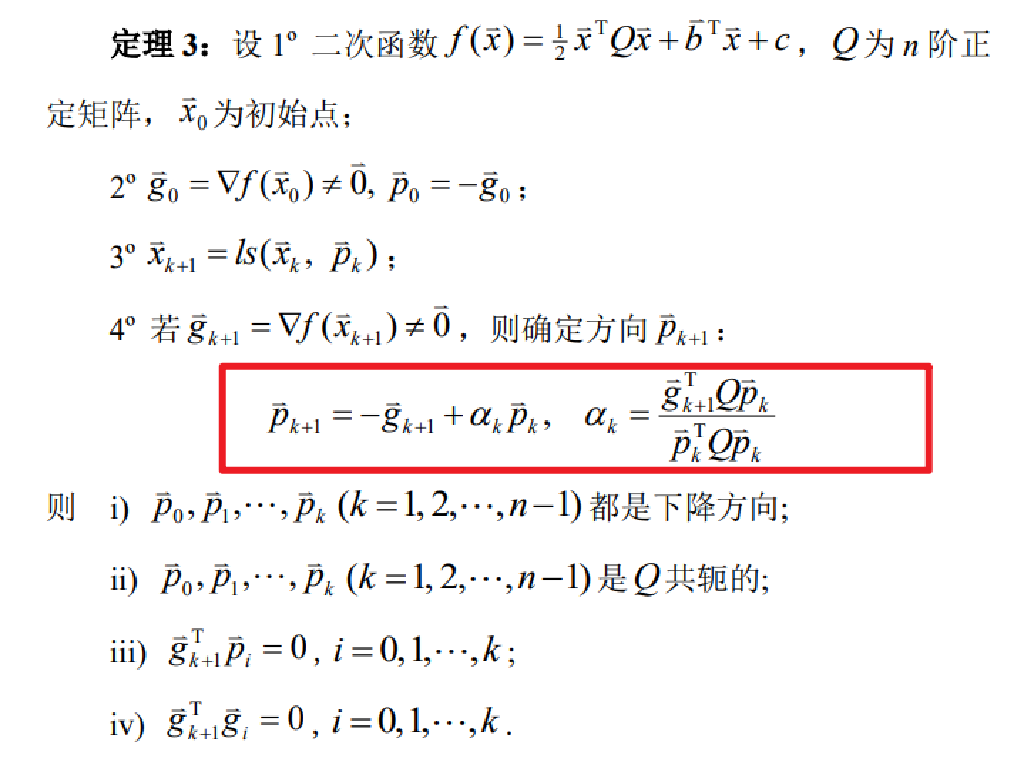 定理 3：设 1° 二次函数 $f(\vec{x})=\frac{1}{2}\vec{x}^{\mathrm{T}}Q\vec{x}+\vec{b}^{\mathrm{T}}\vec{x}+c$，$Q$ 为 $n$ 阶正
定矩阵，$\vec{x}_0$ 为初始点；
2° $\vec{g}_0=\nabla f(\vec{x}_0)\neq\vec{0},\ \vec{p}_0=-\vec{g}_0$；
3° $\vec{x}_{k+1}=ls(\vec{x}_k,\ \vec{p}_k)$；
4° 若 $\vec{g}_{k+1}=\nabla f(\vec{x}_{k+1})\neq\vec{0}$，则确定方向 $\vec{p}_{k+1}$：
$\vec{p}_{k+1}=-\vec{g}_{k+1}+\alpha_k\vec{p}_k,\quad \alpha_k=\frac{\vec{g}_{k+1}^{\mathrm{T}}Q\vec{p}_k}{\vec{p}_k^{\mathrm{T}}Q\vec{p}_k}$
则 i) $\vec{p}_0,\vec{p}_1,\cdots,\vec{p}_k\ (k=1,2,\cdots,n-1)$ 都是下降方向;
ii) $\vec{p}_0,\vec{p}_1,\cdots,\vec{p}_k\ (k=1,2,\cdots,n-1)$ 是 $Q$ 共轭的;
iii) $\vec{g}_{k+1}^{\mathrm{T}}\vec{p}_i=0,\ i=0,1,\cdots,k$;
iv) $\vec{g}_{k+1}^{\mathrm{T}}\vec{g}_i=0,\ i=0,1,\cdots,k.$